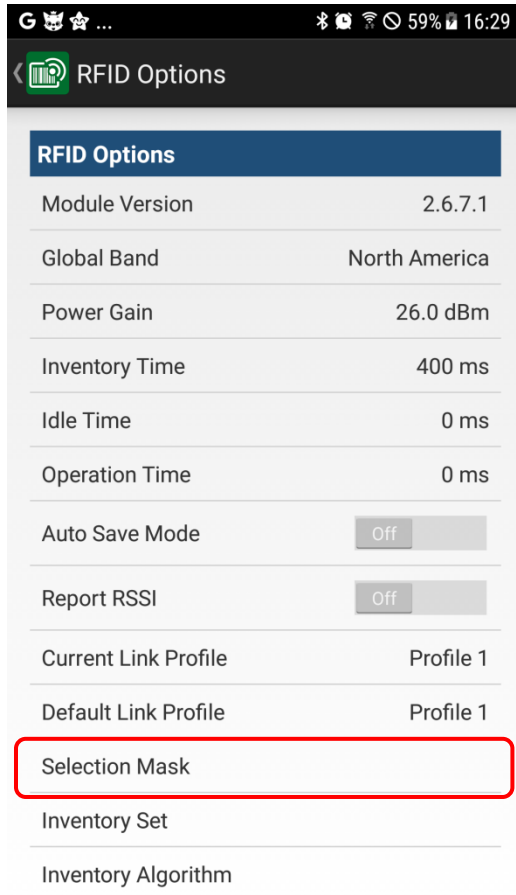 G ... 59% 16:29
RFID Options
RFID Options
Module Version 2.6.7.1
Global Band North America
Power Gain 26.0 dBm
Inventory Time 400 ms
Idle Time 0 ms
Operation Time 0 ms
Auto Save Mode Off
Report RSSI Off
Current Link Profile Profile 1
Default Link Profile Profile 1
Selection Mask
Inventory Set
Inventory Algorithm